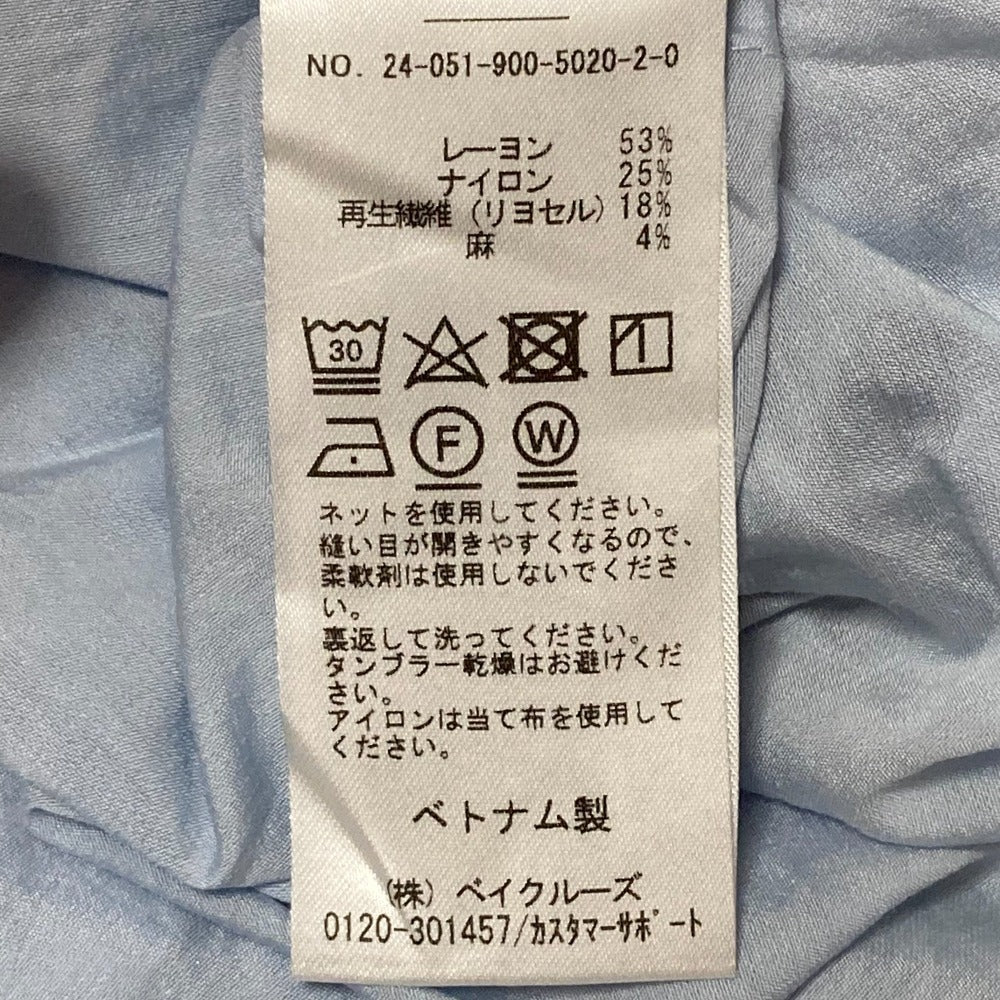 NO. 24-051-900-5020-2-0
レーヨン 53%
ナイロン 25%
再生繊維（リヨセル）18%
麻 4%
30
F W
ネットを使用してください。
縫い目が開きやすくなるので、
柔軟剤は使用しないでくださ
い。
裏返して洗ってください。
タンブラー乾燥はお避けくだ
さい。
アイロンは当て布を使用して
ください。
ベトナム製
（株）ベイクルーズ
0120-301457/ｶｽﾀﾏｰｻﾎﾟｰﾄ